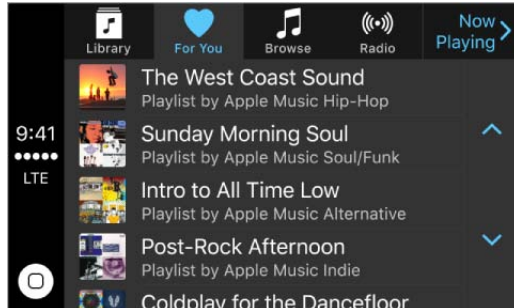 Library
For You
Browse
Radio
Now
Playing
9:41
LTE
The West Coast Sound
Playlist by Apple Music Hip-Hop
Sunday Morning Soul
Playlist by Apple Music Soul/Funk
Intro to All Time Low
Playlist by Apple Music Alternative
Post-Rock Afternoon
Playlist by Apple Music Indie
Coldplay for the Dancefloor